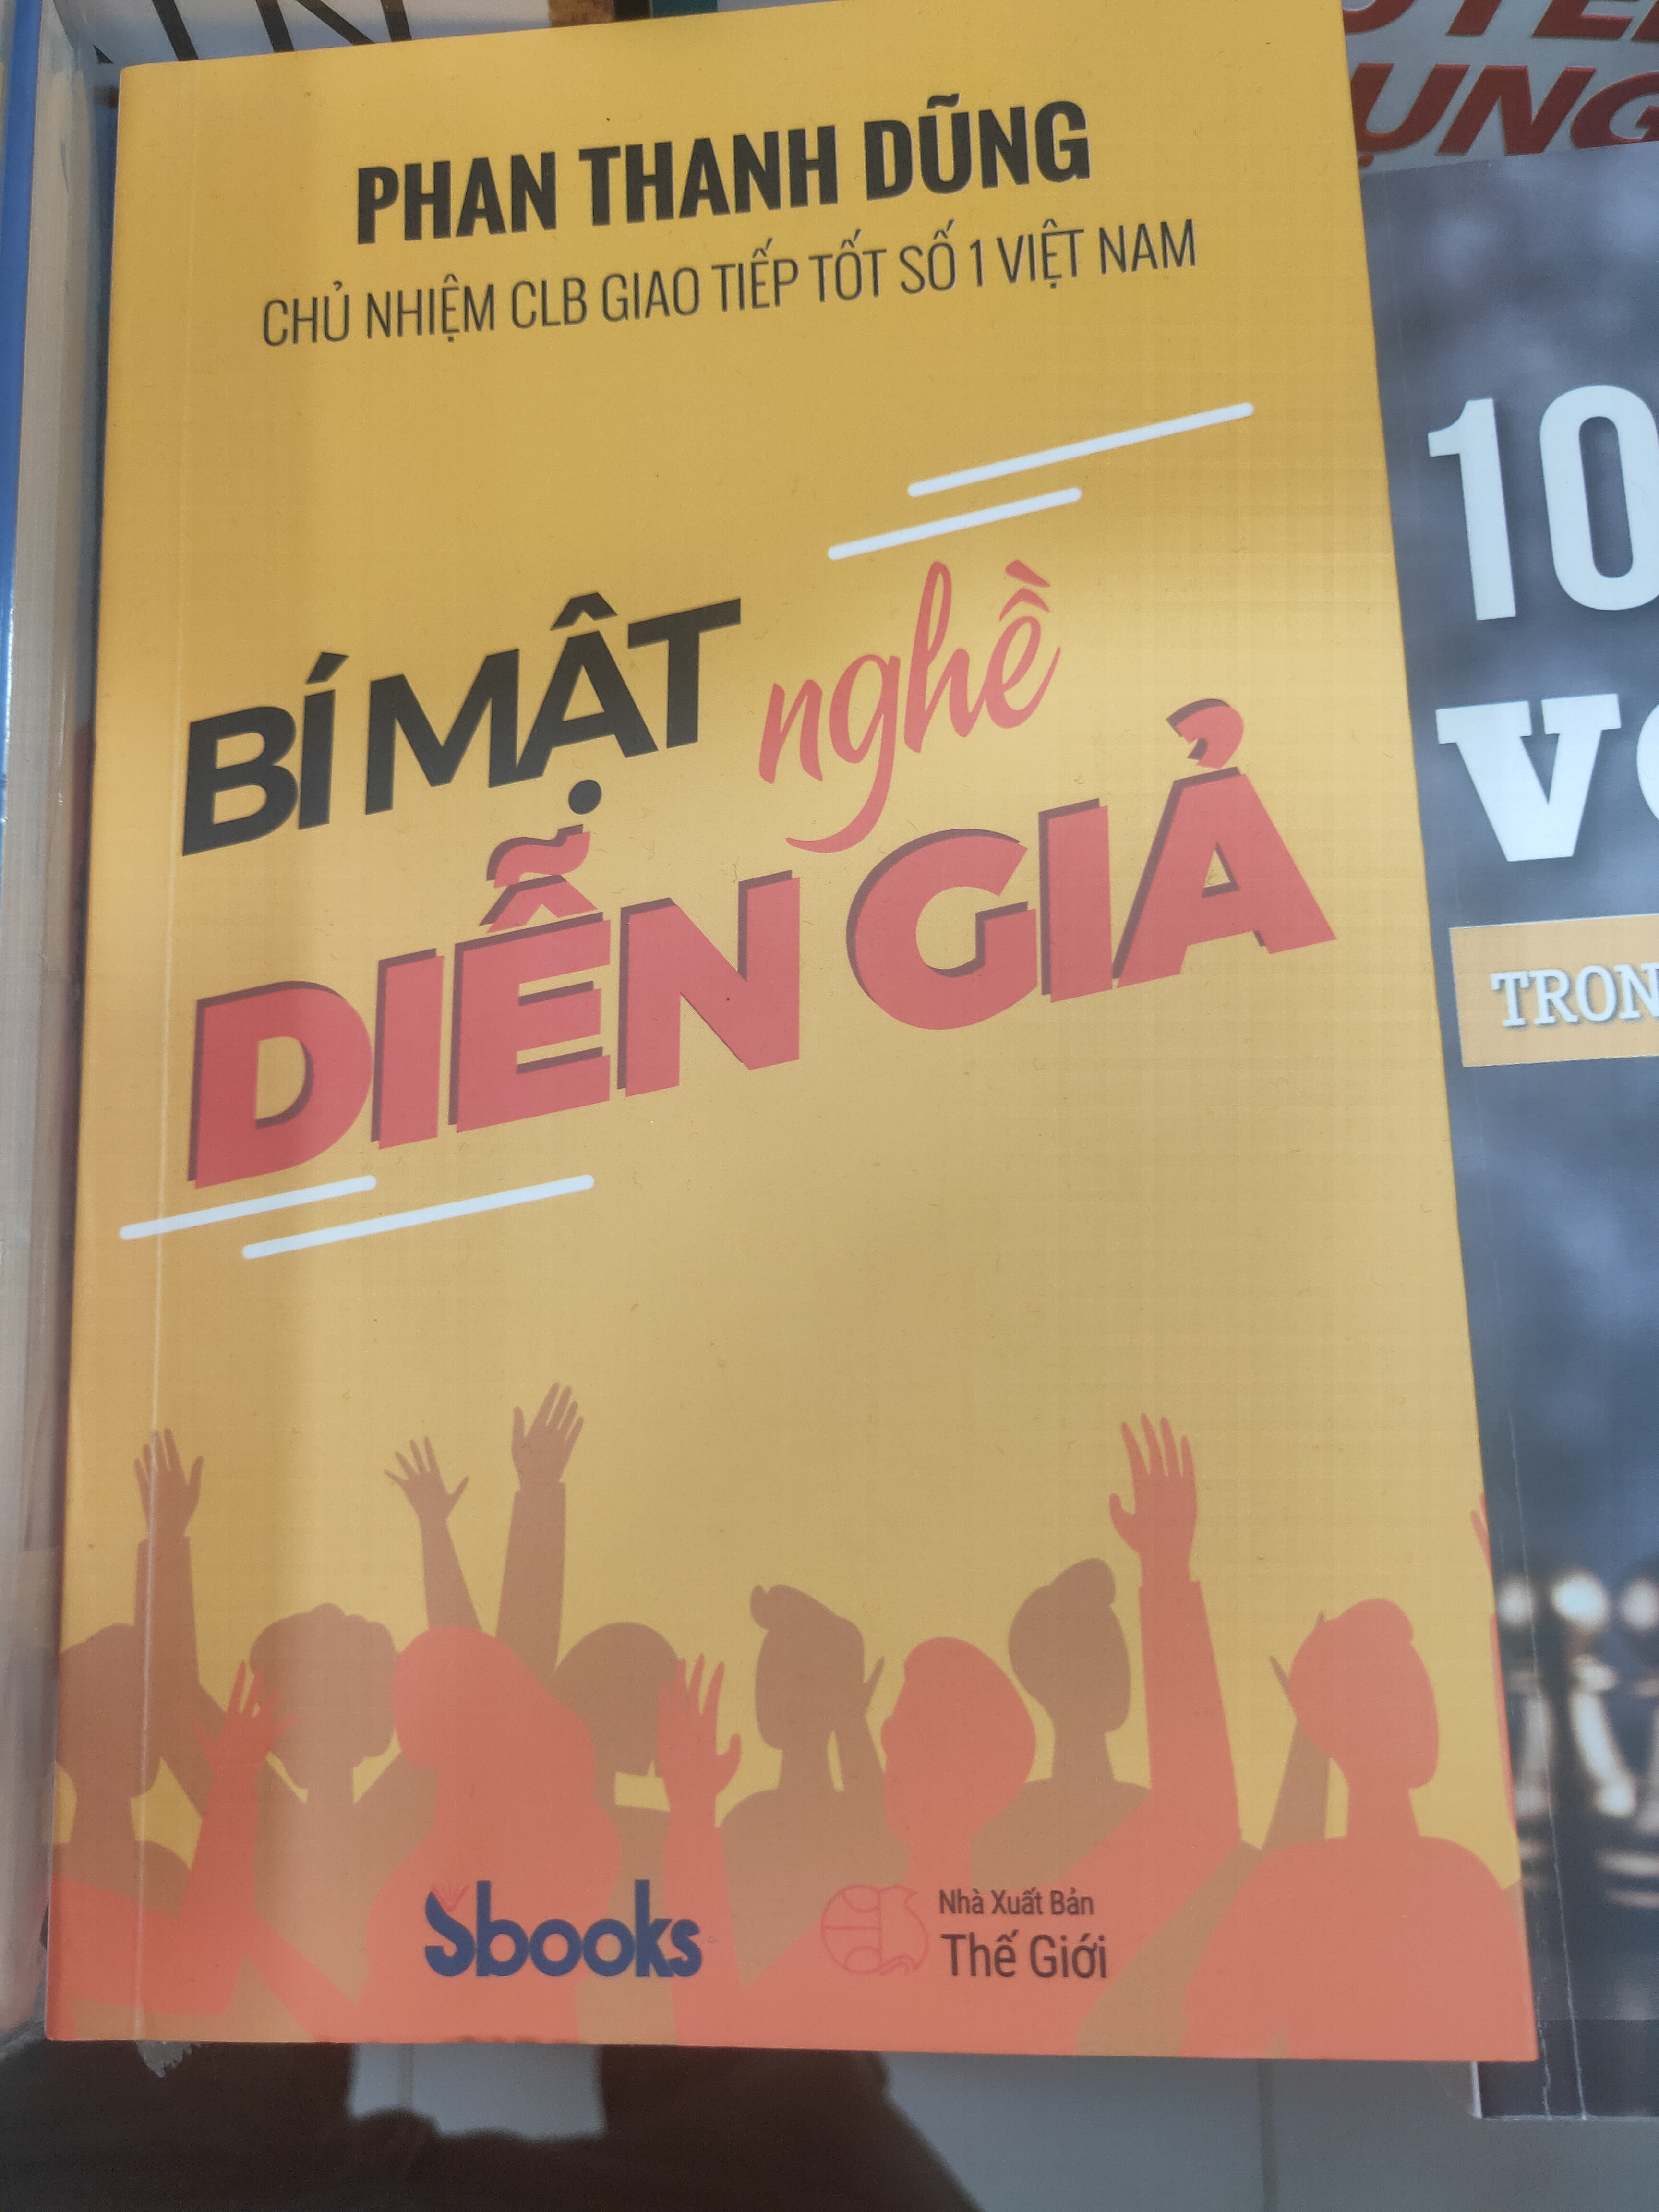 PHAN THANH DŨNG
CHỦ NHIỆM CLB GIAO TIẾP TỐT SỐ 1 VIỆT NAM
BÍ MẬT nghề
DIỄN GIẢ
Sbooks
Nhà Xuất Bản
Thế Giới
10